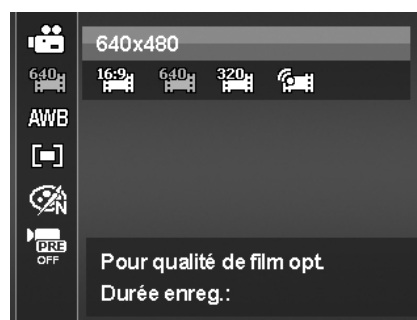 640x480
640 16:9 640 320
AWB
N
PRE
OFF
Pour qualité de film opt.
Durée enreg.: